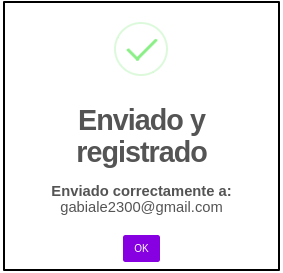 Enviado y
registrado
Enviado correctamente a:
gabiale2300@gmail.com
OK